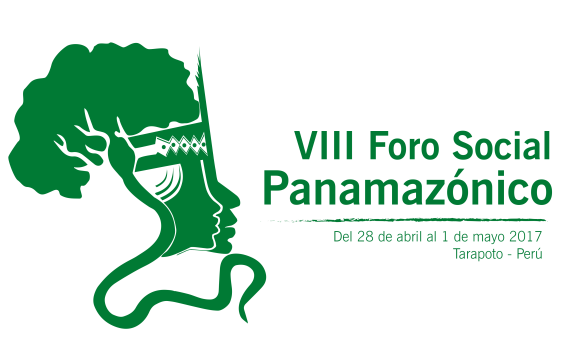 VIII Foro Social
Panamazónico
Del 28 de abril al 1 de mayo 2017
Tarapoto - Perú